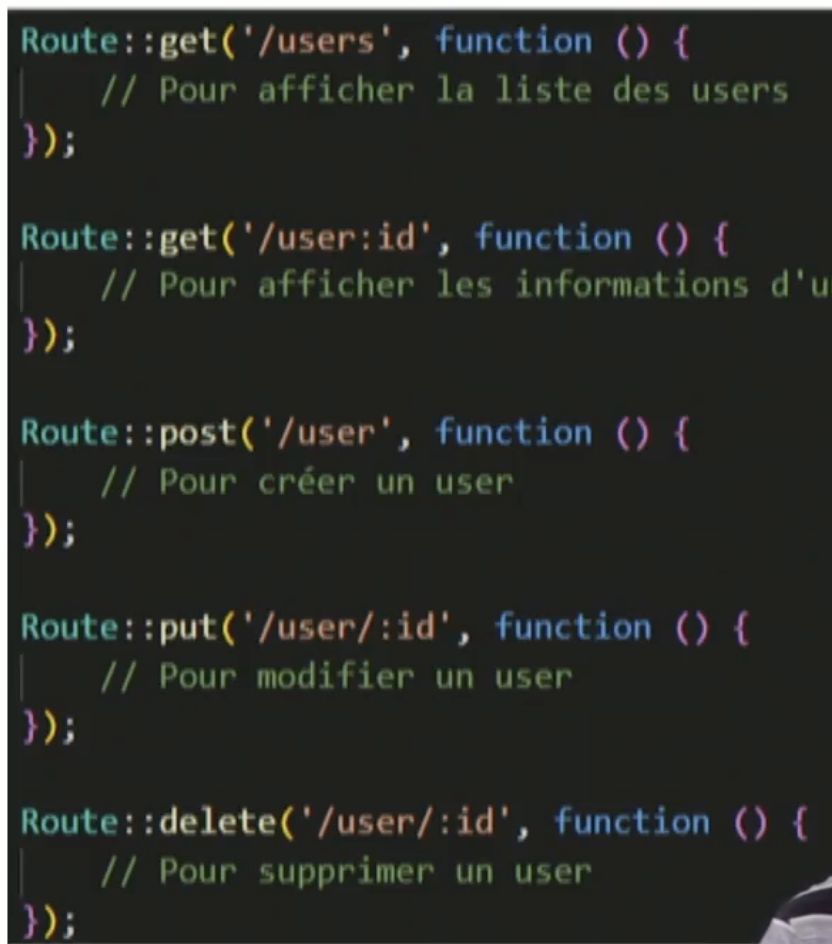 Route::get('/users', function () {
// Pour afficher la liste des users
});
Route::get('/user:id', function () {
// Pour afficher les informations
});
Route::post('/user', function () {
// Pour créer un user
});
Route::put('/user/:id', function () {
// Pour modifier un user
});
Route::delete('/user/:id', function () {
// Pour supprimer un user
});